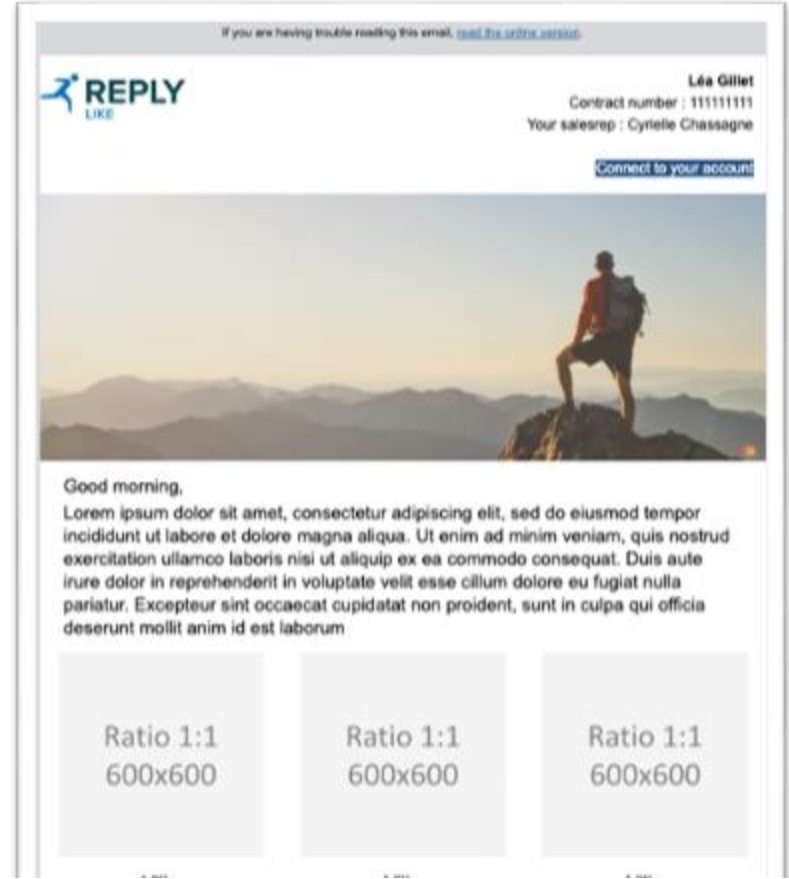 If you are having trouble reading this email, read the online version.
REPLY
LIKE
Léa Gillet
Contract number : 111111111
Your salesrep : Cyrielle Chassagne
Connect to your account
Good morning,
Lorem ipsum dolor sit amet, consectetur adipiscing elit, sed do eiusmod tempor
incididunt ut labore et dolore magna aliqua. Ut enim ad minim veniam, quis nostrud
exercitation ullamco laboris nisi ut aliquip ex ea commodo consequat. Duis aute
irure dolor in reprehenderit in voluptate velit esse cillum dolore eu fugiat nulla
pariatur. Excepteur sint occaecat cupidatat non proident, sunt in culpa qui officia
deserunt mollit anim id est laborum
Ratio 1:1
600x600
Ratio 1:1
600x600
Ratio 1:1
600x600